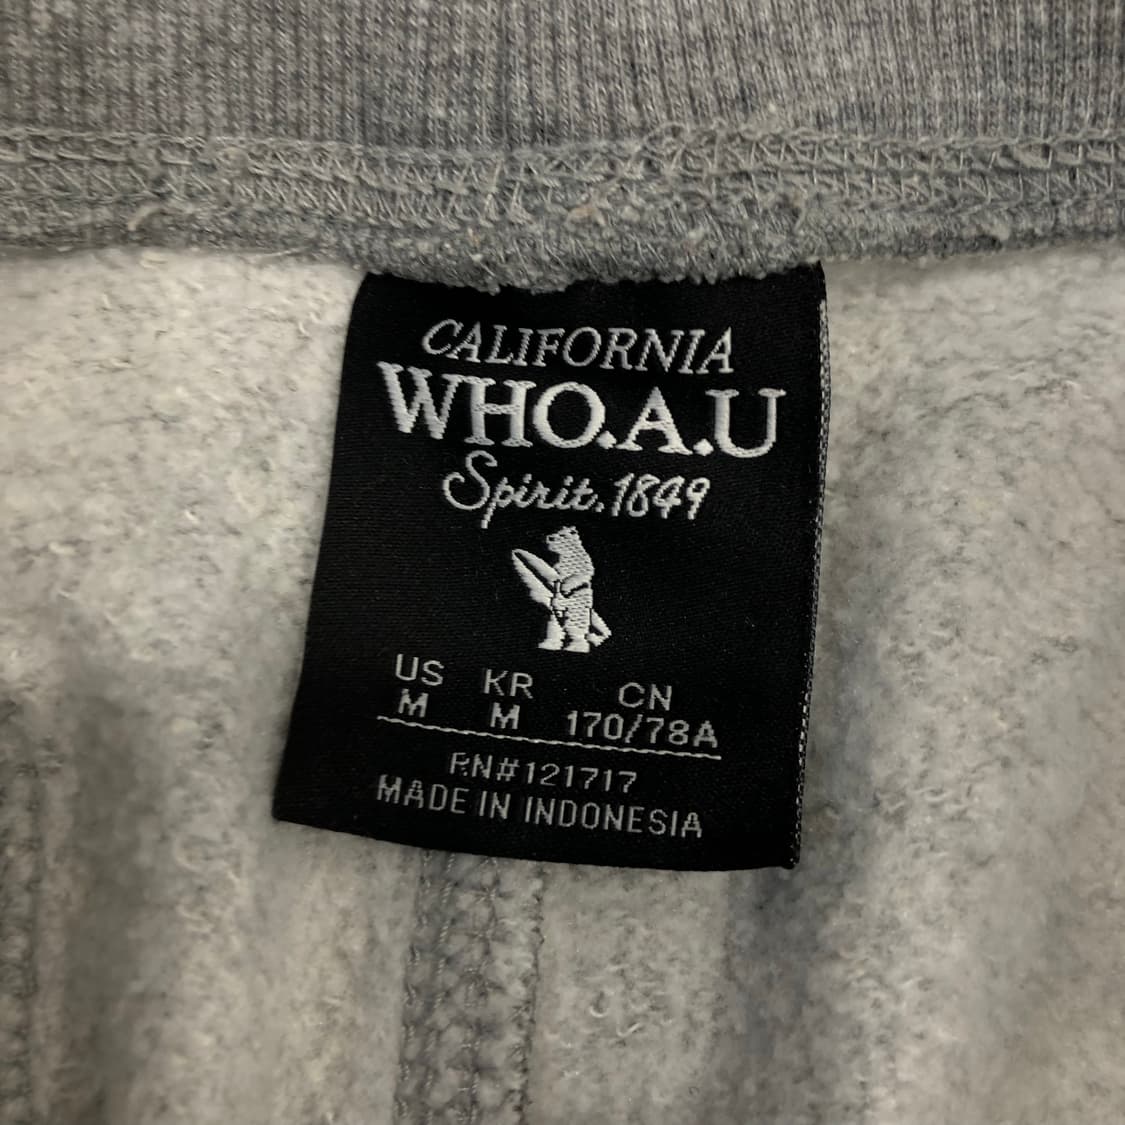 CALIFORNIA
WHO.A.U
Spirit.1849
US KR CN
M M 170/78A
RN#121717
MADE IN INDONESIA